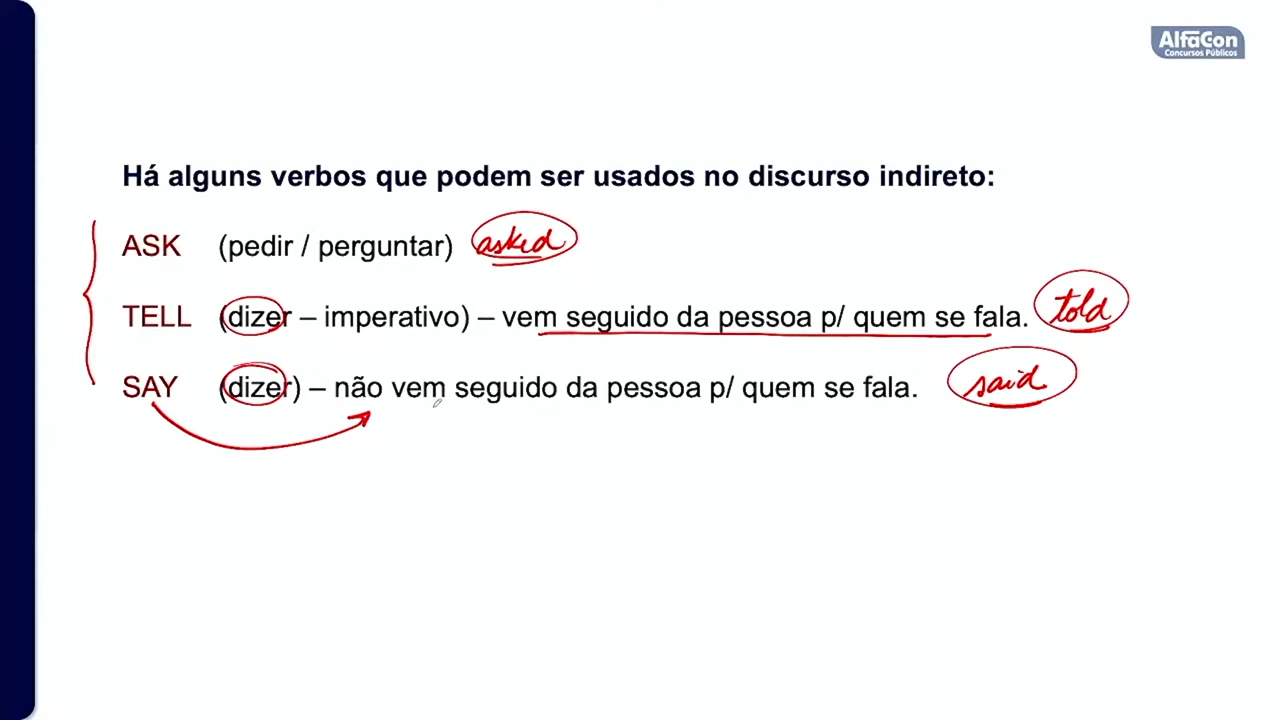 AlfaCon
Concursos Públicos
Há alguns verbos que podem ser usados no discurso indireto:
ASK (pedir / perguntar) asked
TELL (dizer – imperativo) – vem seguido da pessoa p/ quem se fala. told
SAY (dizer) – não vem seguido da pessoa p/ quem se fala. said